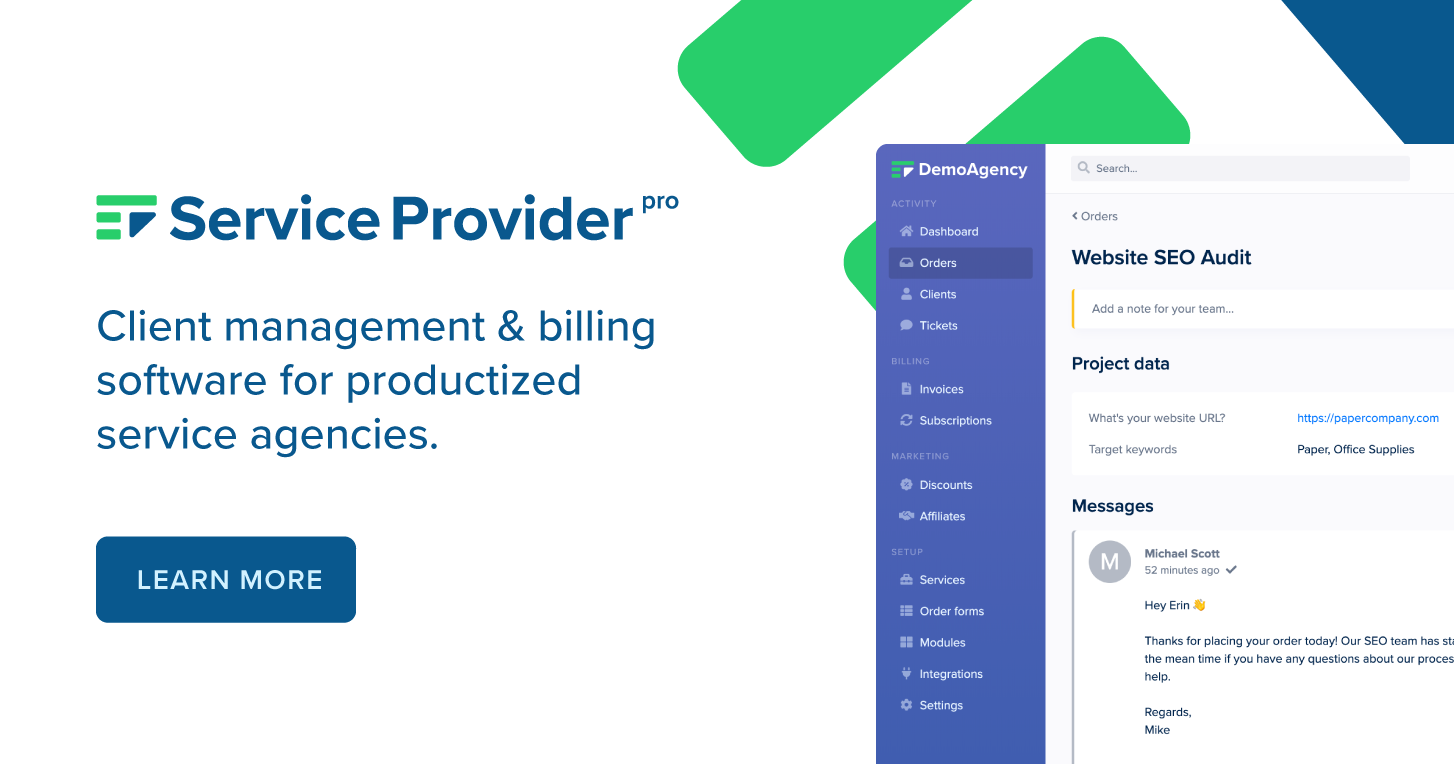 Service Provider pro
Client management & billing
software for productized
service agencies.
LEARN MORE
DemoAgency
ACTIVITY
Dashboard
Orders
Clients
Tickets
BILLING
Invoices
Subscriptions
MARKETING
Discounts
Affiliates
SETUP
Services
Order forms
Modules
Integrations
Settings
Search...
Orders
Website SEO Audit
Add a note for your team...
Project data
What's your website URL? https://papercompany.com
Target keywords Paper, Office Supplies
Messages
M
Michael Scott
52 minutes ago
Hey Erin 👋
Thanks for placing your order today! Our SEO team has sta
the mean time if you have any questions about our proces
help.
Regards,
Mike